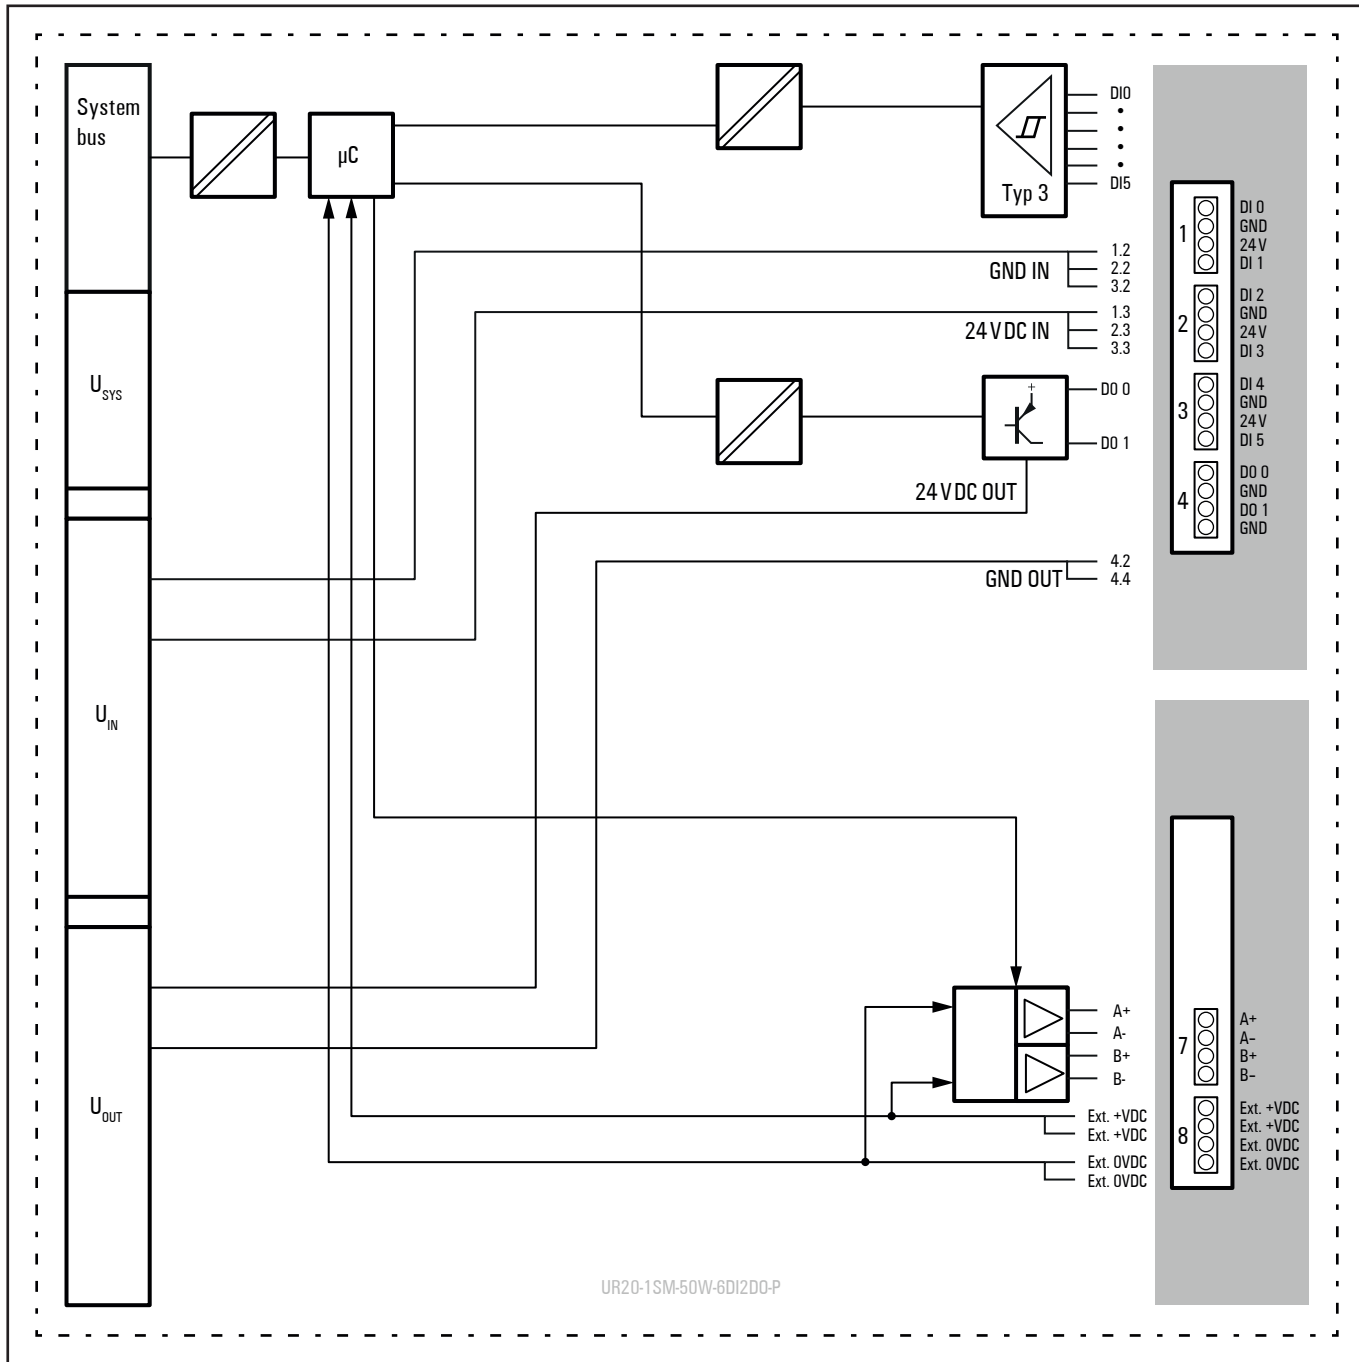 System
bus
µC
Typ 3
DI0
DI5
GND IN
1.2
2.2
3.2
24 V DC IN
1.3
2.3
3.3
DO 0
DO 1
24 V DC OUT
GND OUT
4.2
4.4
U SYS
U IN
U OUT
+
A+
A-
B+
B-
Ext. +VDC
Ext. +VDC
Ext. 0VDC
Ext. 0VDC
1
DI 0
GND
24 V
DI 1
2
DI 2
GND
24 V
DI 3
3
DI 4
GND
24 V
DI 5
4
DO 0
GND
DO 1
GND
7
A+
A–
B+
B–
8
Ext. +VDC
Ext. +VDC
Ext. 0VDC
Ext. 0VDC
UR20-1SM-50W-6DI2DO-P